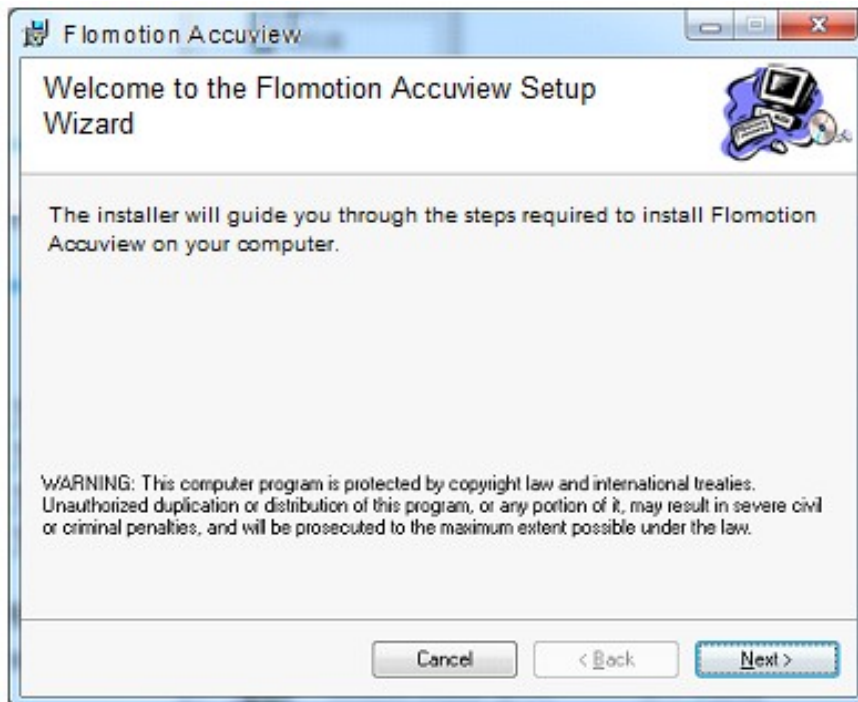 Flomotion Accuview
Welcome to the Flomotion Accuview Setup
Wizard
The installer will guide you through the steps required to install Flomotion
Accuview on your computer.
WARNING: This computer program is protected by copyright law and international treaties.
Unauthorized duplication or distribution of this program, or any portion of it, may result in severe civil
or criminal penalties, and will be prosecuted to the maximum extent possible under the law.
Cancel
< Back
Next >